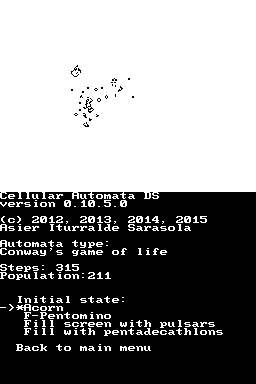 Cellular Automata DS
version 0.10.5.0
(c) 2012, 2013, 2014, 2015
Asier Iturralde Sarasola
Automata type:
Conway's game of life
Steps: 315
Population:211
Initial state:
->*Acorn
F-Pentomino
Fill screen with pulsars
Fill with pentadecathlons
Back to main menu